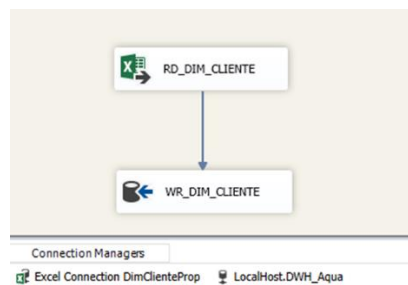 RD_DIM_CLIENTE
WR_DIM_CLIENTE
Connection Managers
Excel Connection DimClienteProp LocalHost.DWH_Aqua